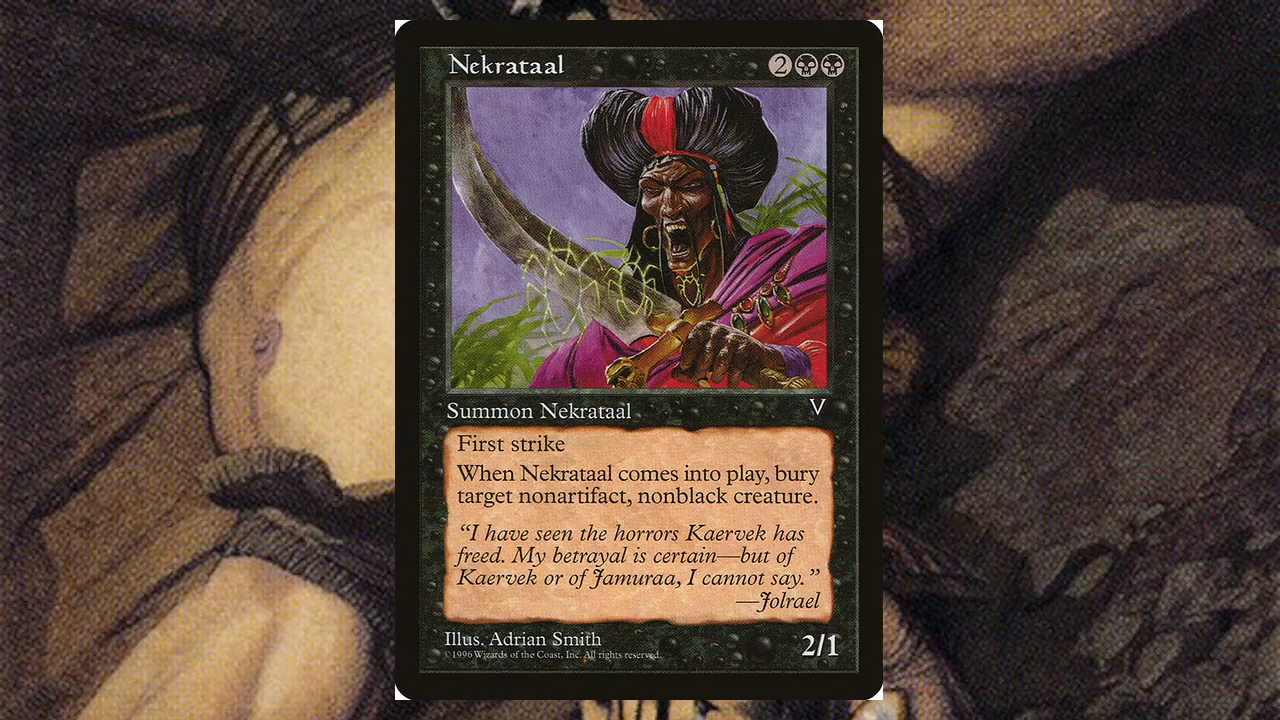 Nekrataal 2
Summon Nekrataal V
First strike
When Nekrataal comes into play, bury
target nonartifact, nonblack creature.
“I have seen the horrors Kaervek has
freed. My betrayal is certain—but of
Kaervek or of Jamuraa, I cannot say.”
—Jolrael
Illus. Adrian Smith
©1996 Wizards of the Coast, Inc. All rights reserved.
2/1